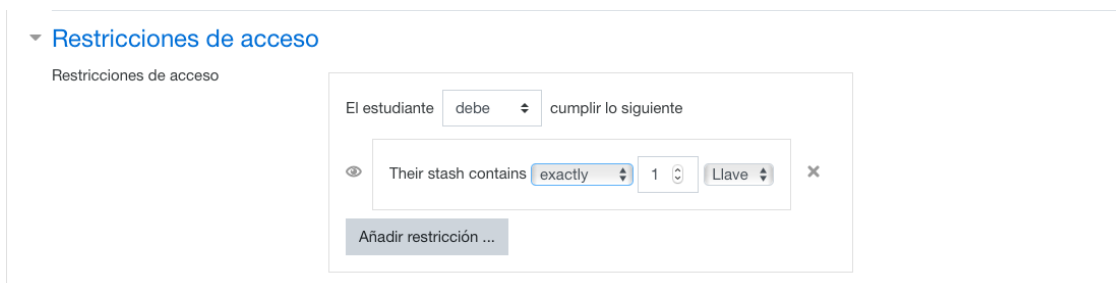 Restricciones de acceso
Restricciones de acceso
El estudiante debe cumplir lo siguiente
Their stash contains exactly 1 Llave
Añadir restricción ...